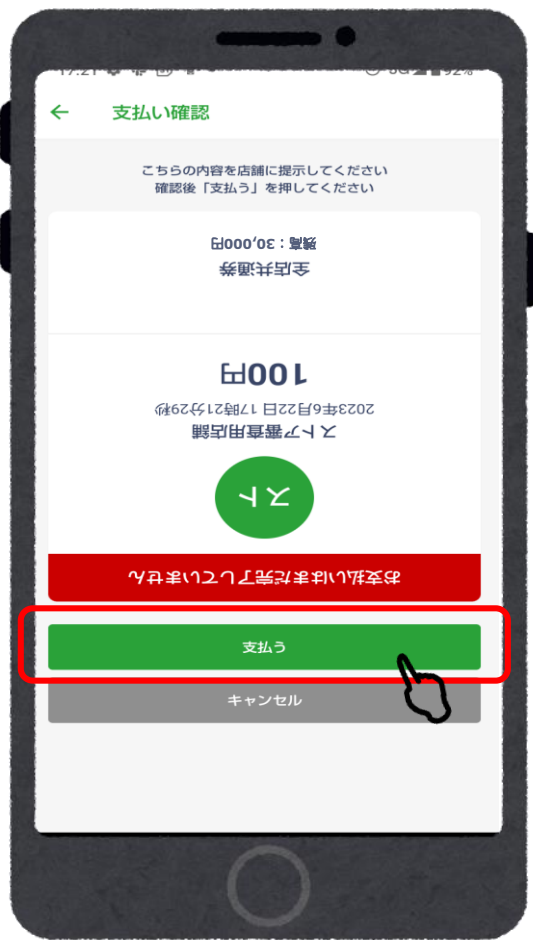 支払い確認
こちらの内容を店舗に提示してください
確認後「支払う」を押してください
お支払いはまだ完了していません
スト
ストア審査用店舗
2023年6月22日 17時21分29秒
100円
全店共通券
残高：30,000円
支払う
キャンセル